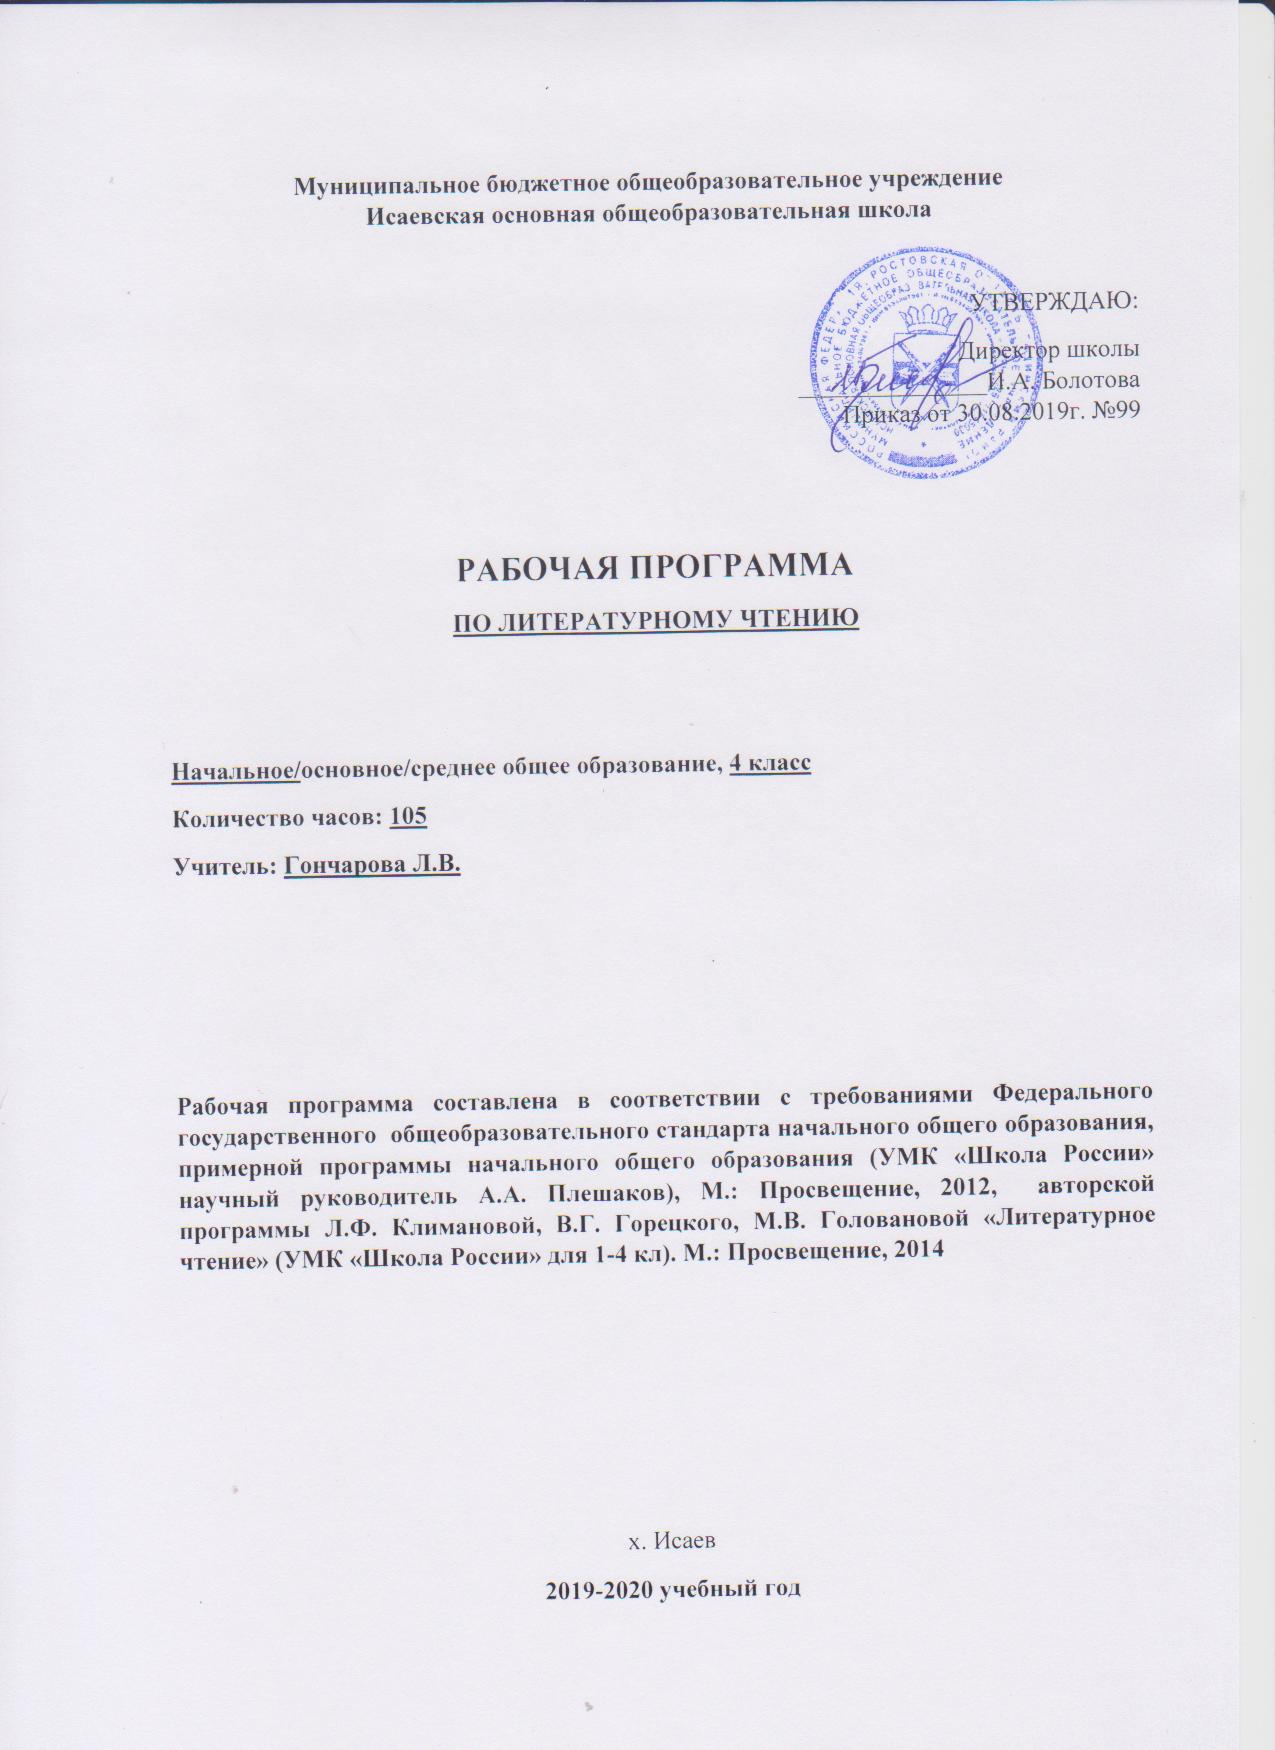 Муниципальное бюджетное общеобразовательное учреждение
Исаевская основная общеобразовательная школа
УТВЕРЖДАЮ:
Директор школы
И.А. Болотова
Приказ от 30.08.2019г. №99
РАБОЧАЯ ПРОГРАММА
ПО ЛИТЕРАТУРНОМУ ЧТЕНИЮ
Начальное/основное/среднее общее образование, 4 класс
Количество часов: 105
Учитель: Гончарова Л.В.
Рабочая программа составлена в соответствии с требованиями Федерального
государственного общеобразовательного стандарта начального общего образования,
примерной программы начального общего образования (УМК «Школа России»
научный руководитель А.А. Плешаков), М.: Просвещение, 2012, авторской
программы Л.Ф. Климановой, В.Г. Горецкого, М.В. Головановой «Литературное
чтение» (УМК «Школа России» для 1-4 кл). М.: Просвещение, 2014
х. Исаев
2019-2020 учебный год